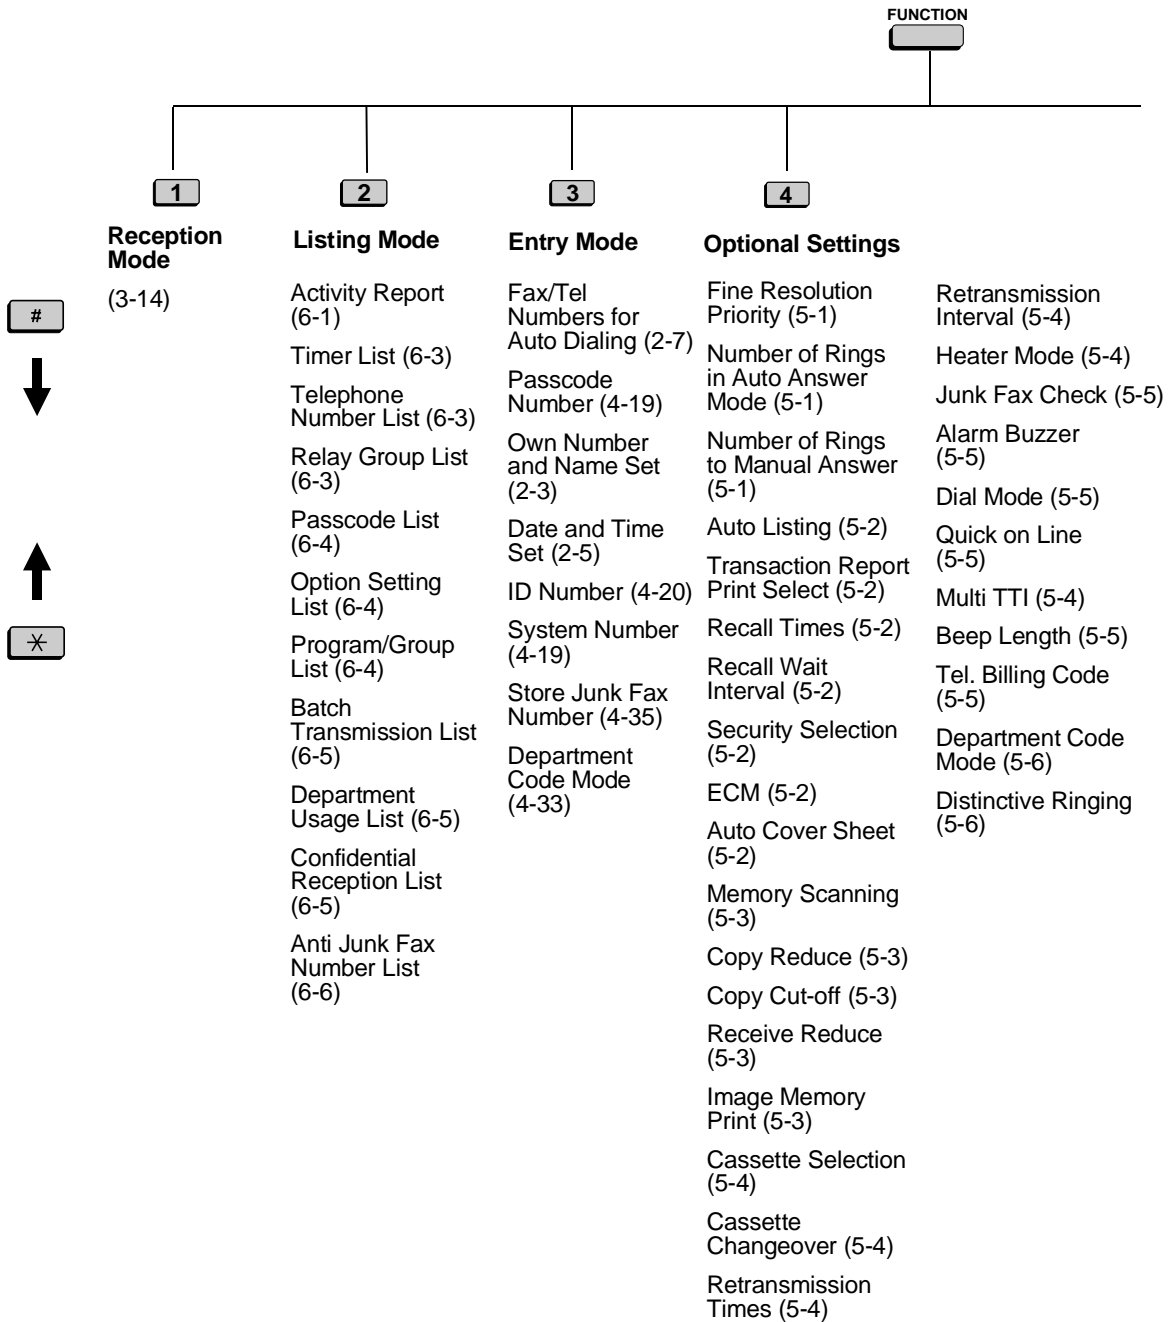 FUNCTION
1
2
3
4
Reception
Mode
(3-14)
#
Listing Mode
Activity Report
(6-1)
Timer List (6-3)
Telephone
Number List (6-3)
Relay Group List
(6-3)
Passcode List
(6-4)
Option Setting
List (6-4)
Program/Group
List (6-4)
Batch
Transmission List
(6-5)
Department
Usage List (6-5)
Confidential
Reception List
(6-5)
Anti Junk Fax
Number List
(6-6)
Entry Mode
Fax/Tel
Numbers for
Auto Dialing (2-7)
Passcode
Number (4-19)
Own Number
and Name Set
(2-3)
Date and Time
Set (2-5)
ID Number (4-20)
System Number
(4-19)
Store Junk Fax
Number (4-35)
Department
Code Mode
(4-33)
Optional Settings
Fine Resolution
Priority (5-1)
Number of Rings
in Auto Answer
Mode (5-1)
Number of Rings
to Manual Answer
(5-1)
Auto Listing (5-2)
Transaction Report
Print Select (5-2)
Recall Times (5-2)
Recall Wait
Interval (5-2)
Security Selection
(5-2)
ECM (5-2)
Auto Cover Sheet
(5-2)
Memory Scanning
(5-3)
Copy Reduce (5-3)
Copy Cut-off (5-3)
Receive Reduce
(5-3)
Image Memory
Print (5-3)
Cassette Selection
(5-4)
Cassette
Changeover (5-4)
Retransmission
Times (5-4)
Retransmission
Interval (5-4)
Heater Mode (5-4)
Junk Fax Check (5-5)
Alarm Buzzer
(5-5)
Dial Mode (5-5)
Quick on Line
(5-5)
Multi TTI (5-4)
Beep Length (5-5)
Tel. Billing Code
(5-5)
Department Code
Mode (5-6)
Distinctive Ringing
(5-6)
*